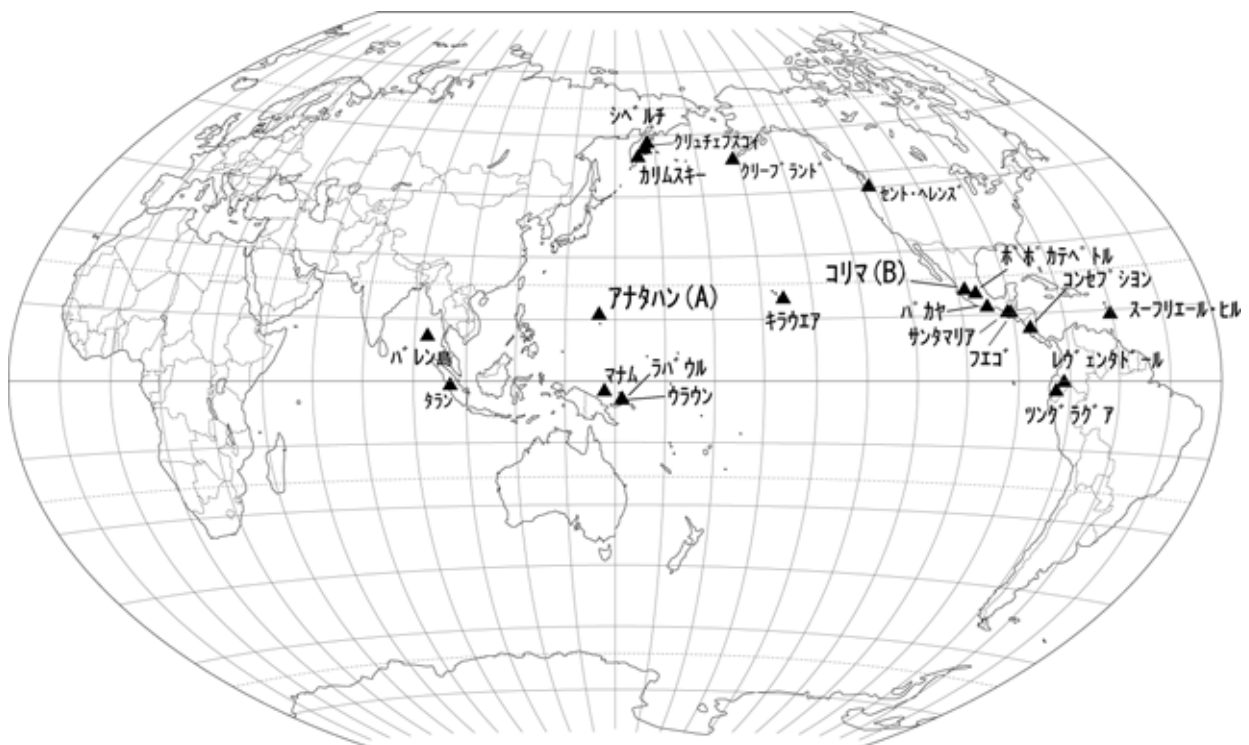 シベルチ
クリュチェフスコイ
カリムスキー
クリーブランド
セント・ヘレンズ
ポポカテペトル
コリマ(B)
コンセプション
アナタハン(A)
キラウエア
パカヤ
スーフリエール・ヒル
サンタマリア
フエゴ
バレン島
レヴェンタドール
マナム
ラバウル
タラン
ウラウン
ツングラグア